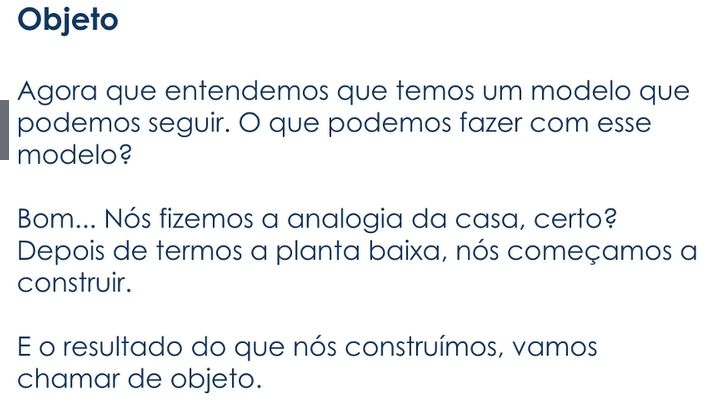 Objeto
Agora que entendemos que temos um modelo que
podemos seguir. O que podemos fazer com esse
modelo?
Bom... Nós fizemos a analogia da casa, certo?
Depois de termos a planta baixa, nós começamos a
construir.
E o resultado do que nós construímos, vamos
chamar de objeto.